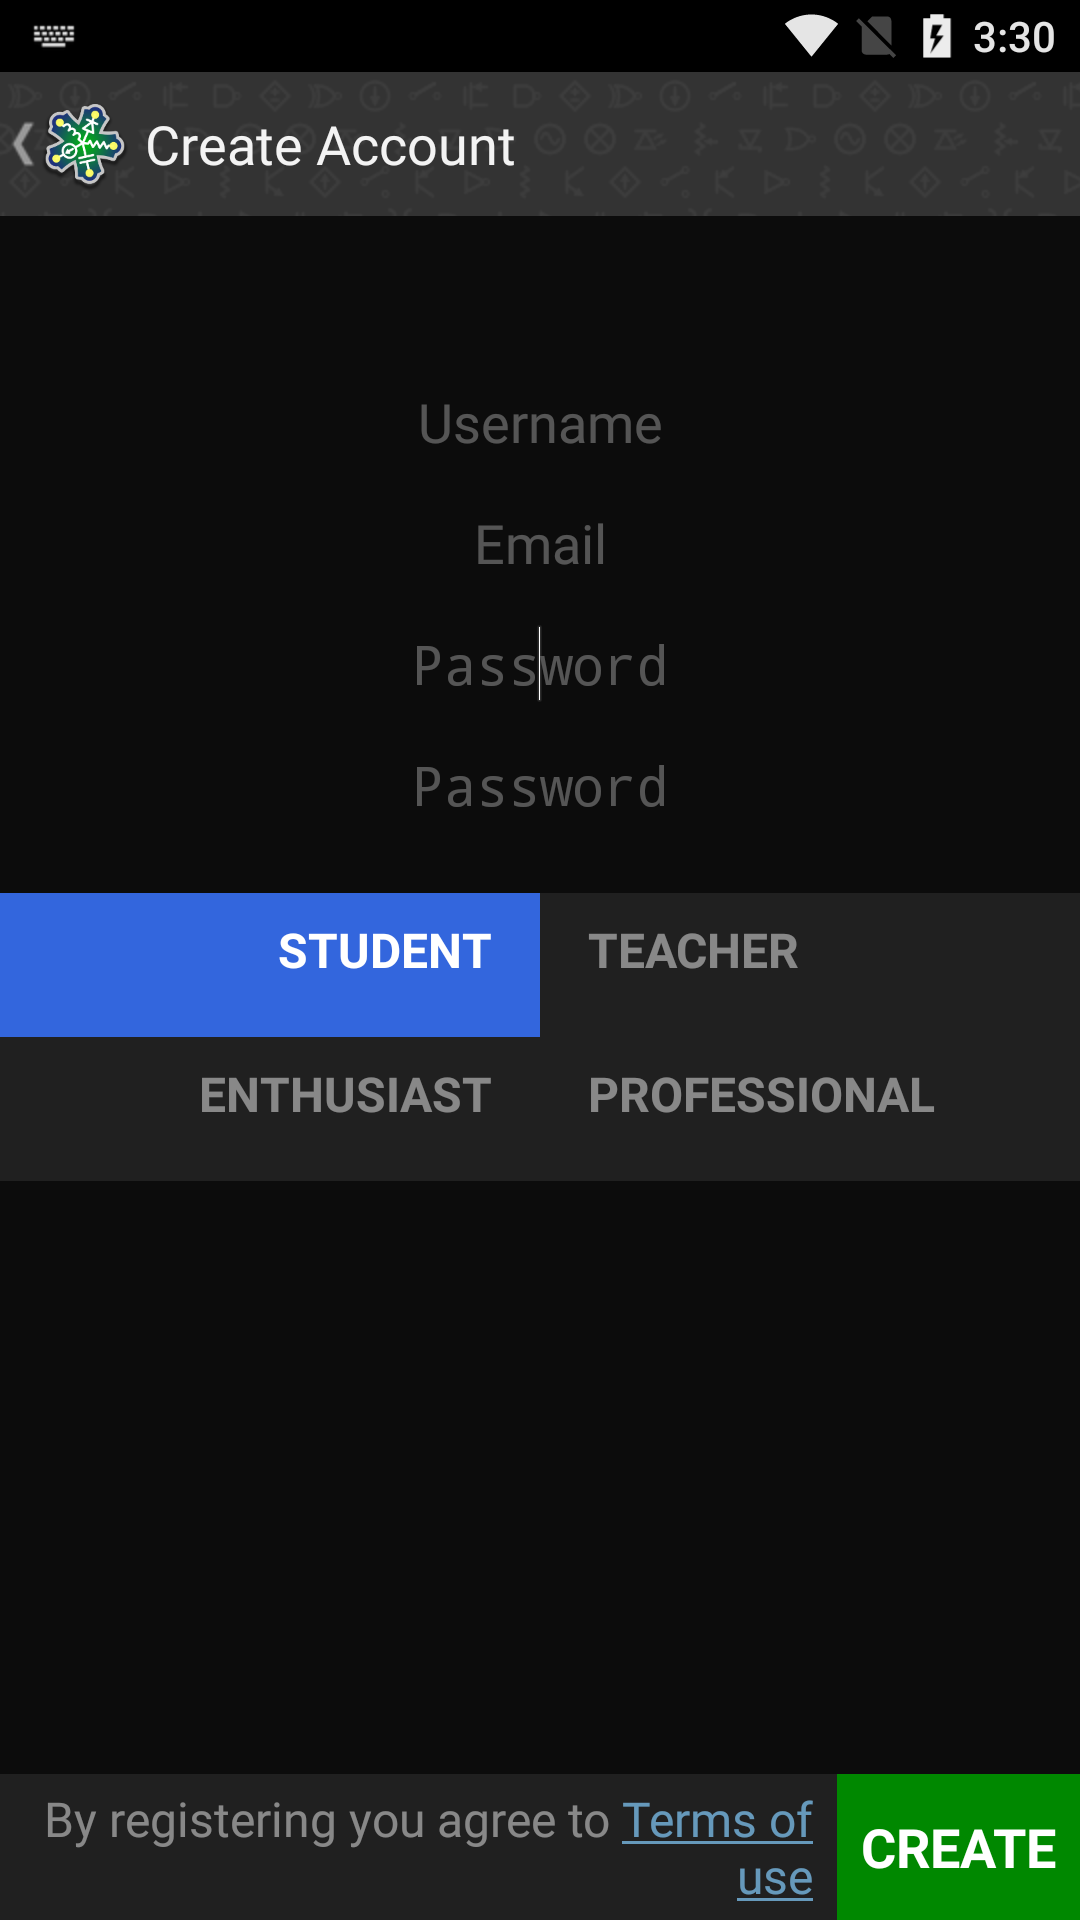 3:30
Create Account
Username
Email
Password
Password
STUDENT TEACHER
ENTHUSIAST PROFESSIONAL
By registering you agree to Terms of
use
CREATE